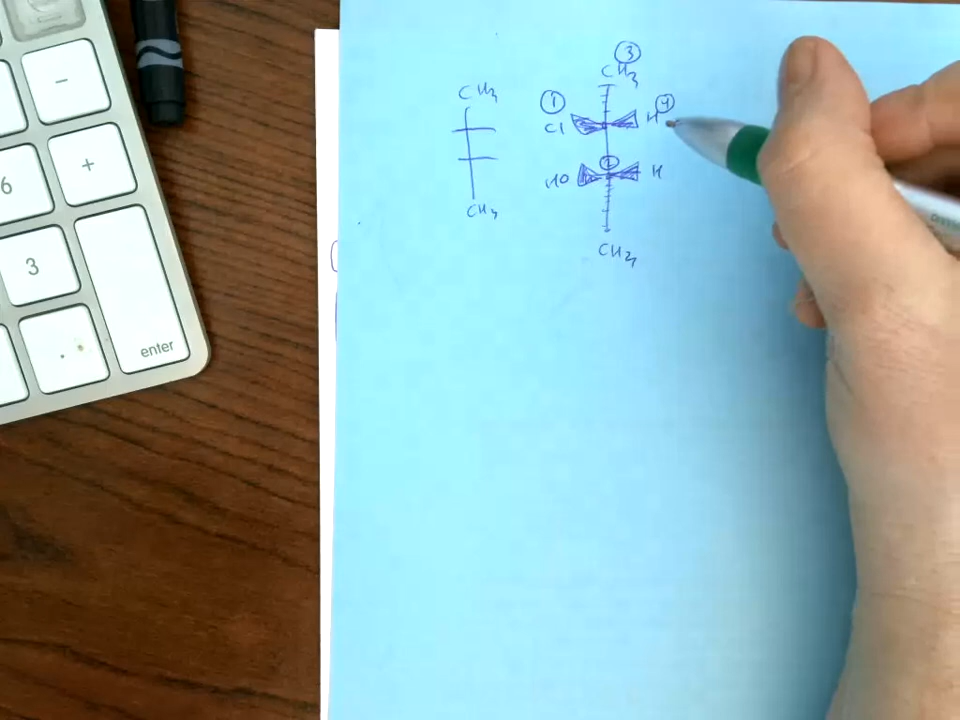 -
6
+
3
.
enter
CH3
CH3
③
CH3
①
④
Cl
H
②
HO
H
CH3